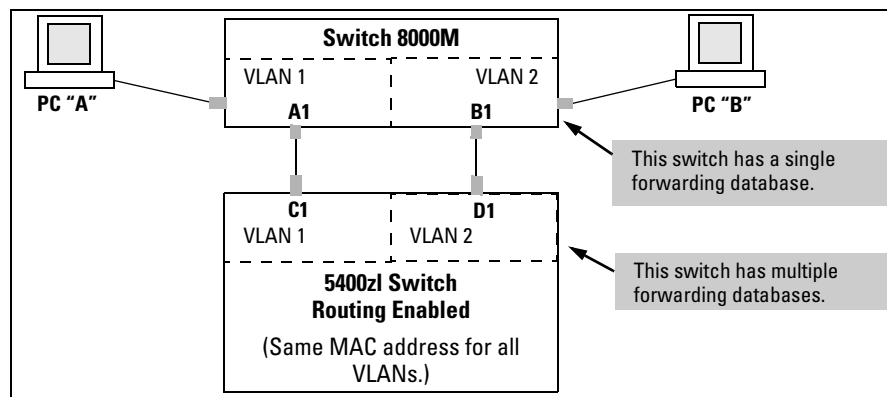 Switch 8000M
VLAN 1
VLAN 2
PC “A”
PC “B”
A1
B1
This switch has a single
forwarding database.
C1
D1
VLAN 1
VLAN 2
This switch has multiple
forwarding databases.
5400zl Switch
Routing Enabled
(Same MAC address for all
VLANs.)